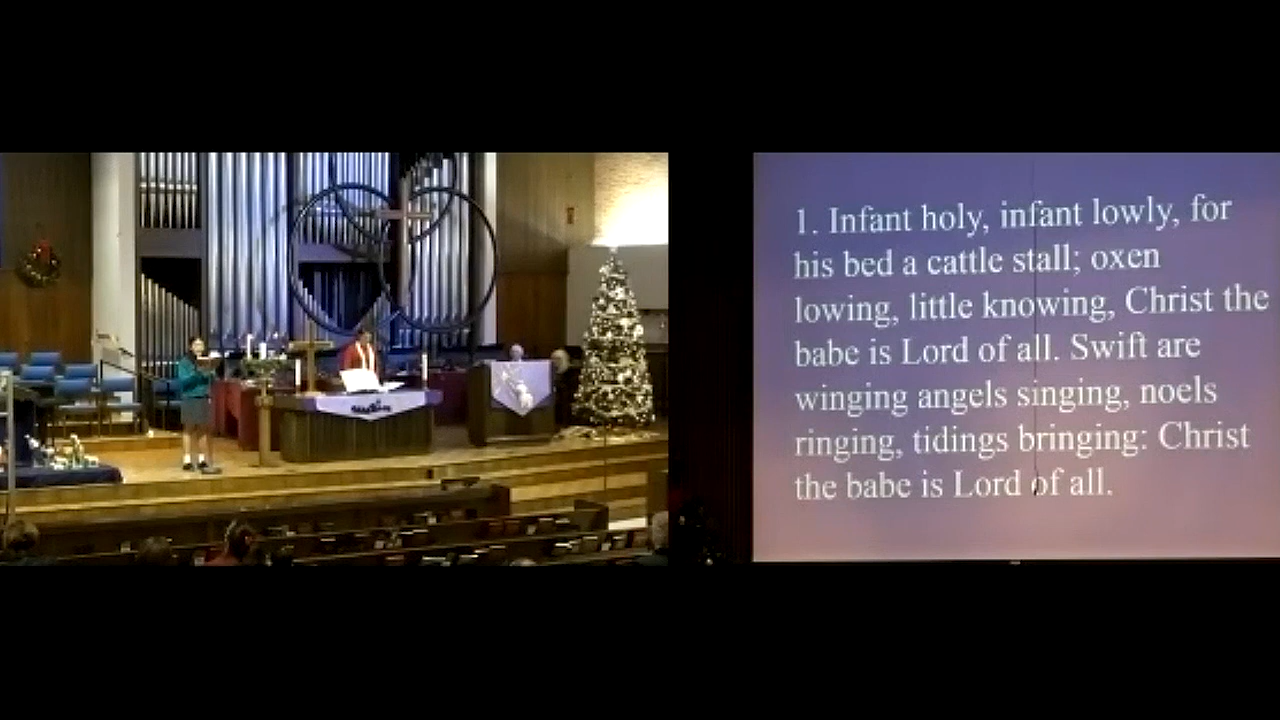 1. Infant holy, infant lowly, for
his bed a cattle stall; oxen
lowing, little knowing, Christ the
babe is Lord of all. Swift are
winging angels singing, noels
ringing, tidings bringing: Christ
the babe is Lord of all.